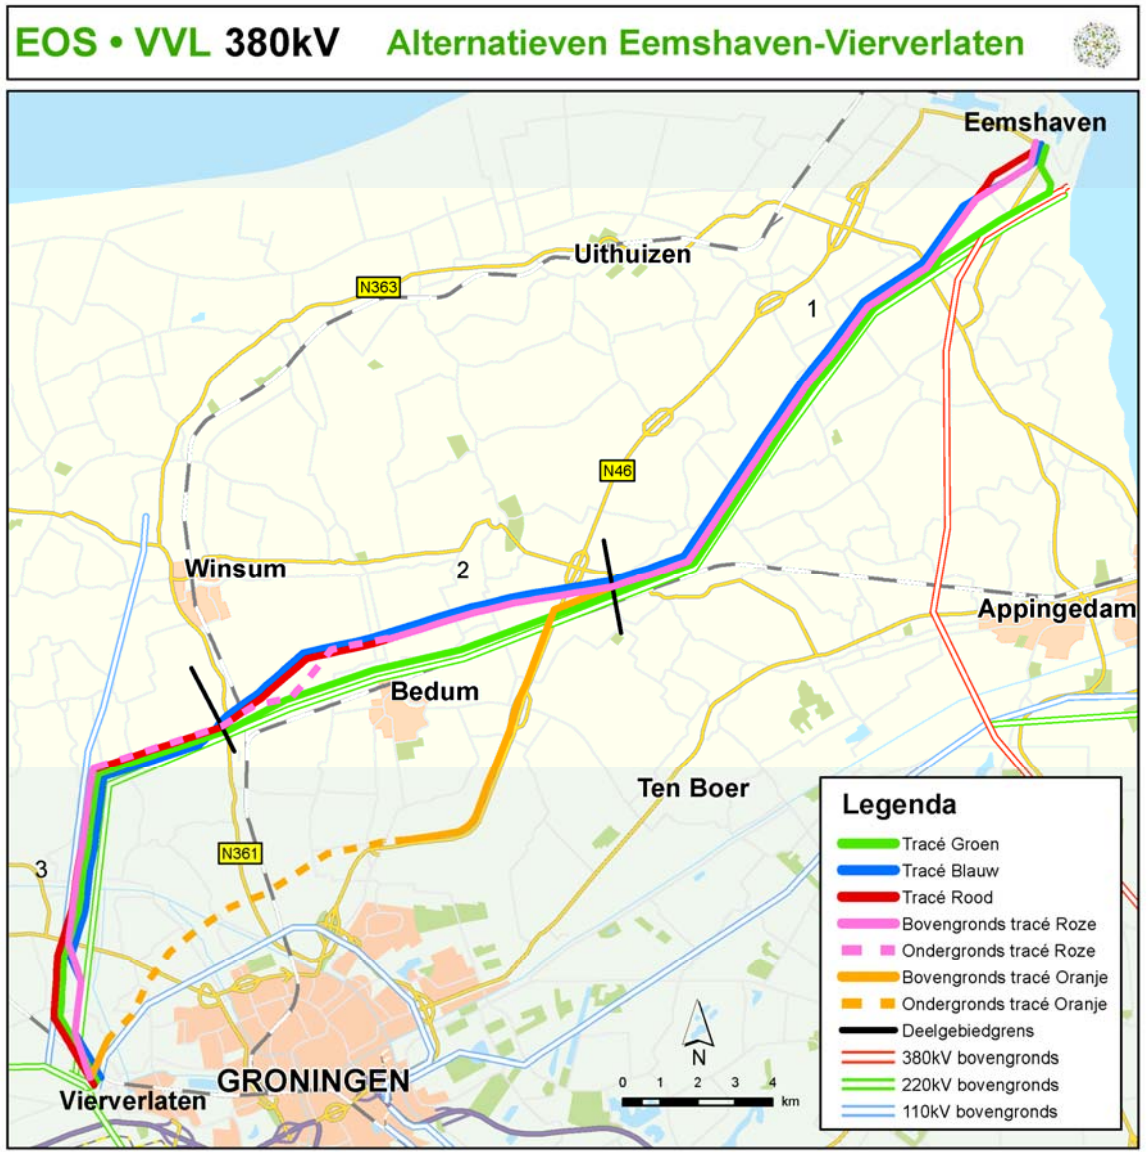 EOS • VVL 380kV Alternatieven Eemshaven-Vierverlaten
Eemshaven
Uithuizen
N363
1
N46
Winsum
2
Appingedam
Bedum
Ten Boer
N361
3
GRONINGEN
Vierverlaten
N
0 1 2 3 4
km
Legenda
Tracé Groen
Tracé Blauw
Tracé Rood
Bovengronds tracé Roze
Ondergronds tracé Roze
Bovengronds tracé Oranje
Ondergronds tracé Oranje
Deelgebiedgrens
380kV bovengronds
220kV bovengronds
110kV bovengronds